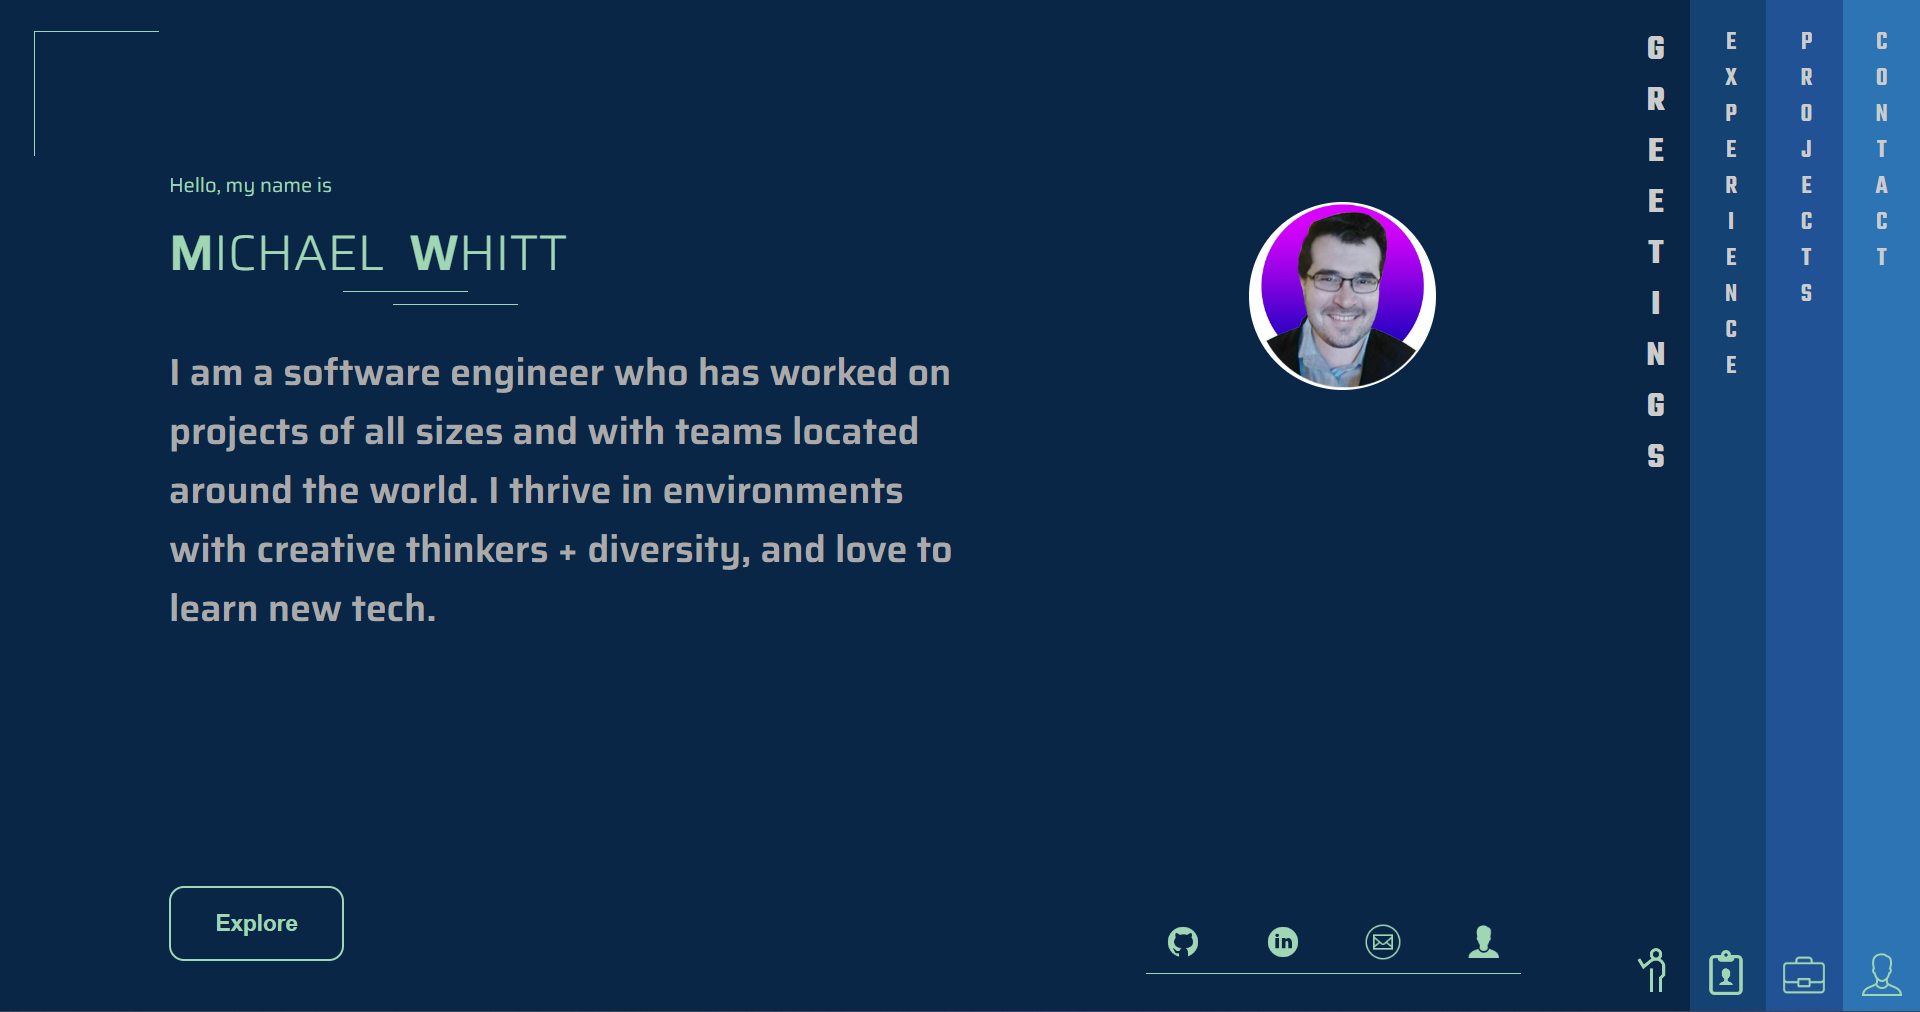 Hello, my name is
MICHAEL WHITT
I am a software engineer who has worked on
projects of all sizes and with teams located
around the world. I thrive in environments
with creative thinkers + diversity, and love to
learn new tech.
Explore
in
GREETINGS
EXPERIENCE
PROJECTS
CONTACT